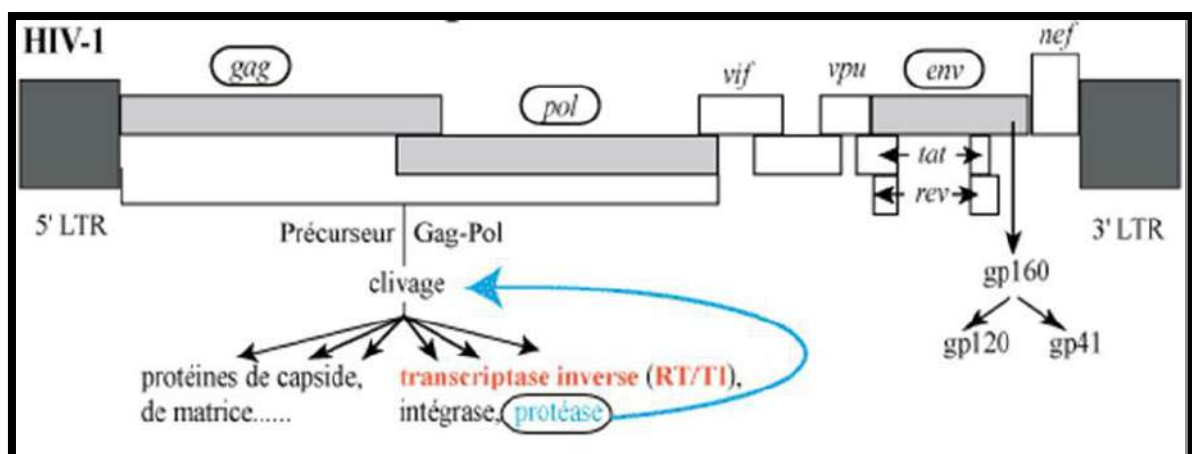 HIV-1
gag
pol
vif
vpu
env
nef
tat
rev
5' LTR
3' LTR
Précurseur Gag-Pol
clivage
gp160
gp120 gp41
protéines de capside,
de matrice......
transcriptase inverse (RT/TI),
intégrase, protéase